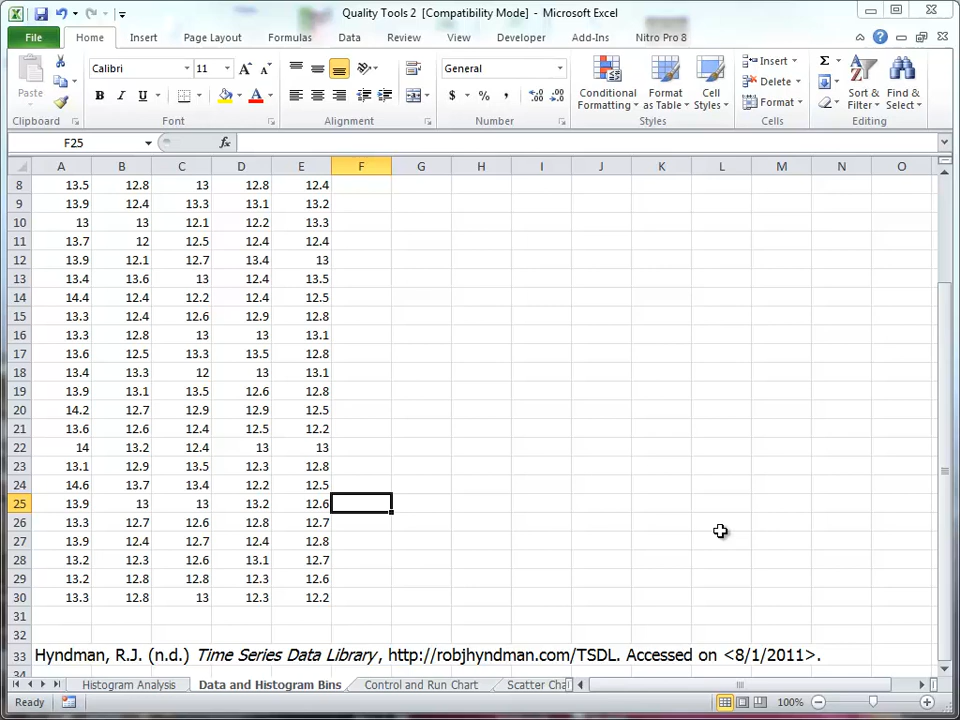 Quality Tools 2 [Compatibility Mode] - Microsoft Excel
File Home Insert Page Layout Formulas Data Review View Developer Add-Ins Nitro Pro 8
Paste Calibri 11 General Conditional Formatting Format as Table Cell Styles Insert Delete Format Sort & Filter Find & Select
Clipboard Font Alignment Number Styles Cells Editing
F25 fx
A B C D E F G H I J K L M N O
8 13.5 12.8 13 12.8 12.4
9 13.9 12.4 13.3 13.1 13.2
10 13 13 12.1 12.2 13.3
11 13.7 12 12.5 12.4 12.4
12 13.9 12.1 12.7 13.4 13
13 13.4 13.6 13 12.4 13.5
14 14.4 12.4 12.2 12.4 12.5
15 13.3 12.4 12.6 12.9 12.8
16 13.3 12.8 13 13 13.1
17 13.6 12.5 13.3 13.5 12.8
18 13.4 13.3 12 13 13.1
19 13.9 13.1 13.5 12.6 12.8
20 14.2 12.7 12.9 12.9 12.5
21 13.6 12.6 12.4 12.5 12.2
22 14 13.2 12.4 13 13
23 13.1 12.9 13.5 12.3 12.8
24 14.6 13.7 13.4 12.2 12.5
25 13.9 13 13 13.2 12.6
26 13.3 12.7 12.6 12.8 12.7
27 13.9 12.4 12.7 12.4 12.8
28 13.2 12.3 12.6 13.1 12.7
29 13.2 12.8 12.8 12.3 12.6
30 13.3 12.8 13 12.3 12.2
31
32
33 Hyndman, R.J. (n.d.) Time Series Data Library, http://robjhyndman.com/TSDL. Accessed on <8/1/2011>.
34
Histogram Analysis Data and Histogram Bins Control and Run Chart Scatter Cha
Ready 100%